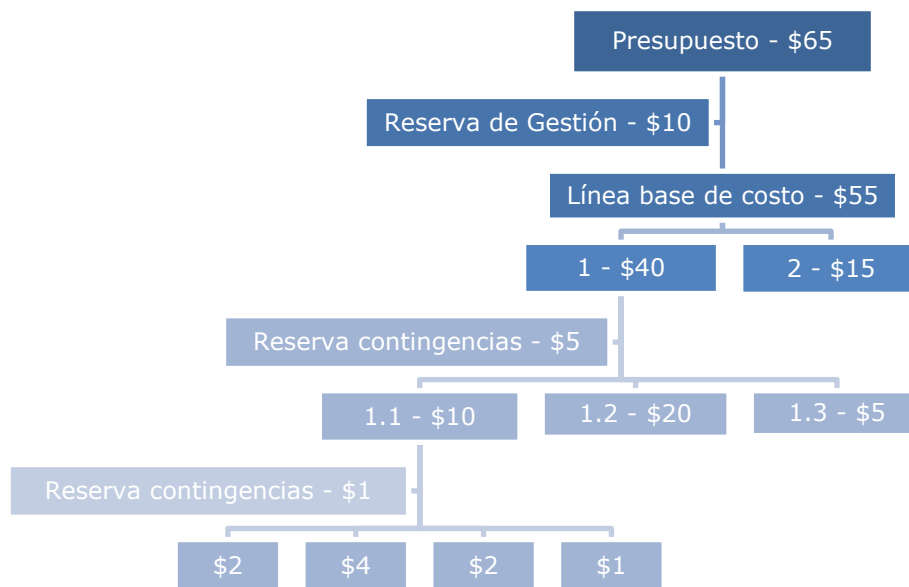 Presupuesto - $65
Reserva de Gestión - $10
Línea base de costo - $55
1 - $40
2 - $15
Reserva contingencias - $5
1.1 - $10
1.2 - $20
1.3 - $5
Reserva contingencias - $1
$2
$4
$2
$1